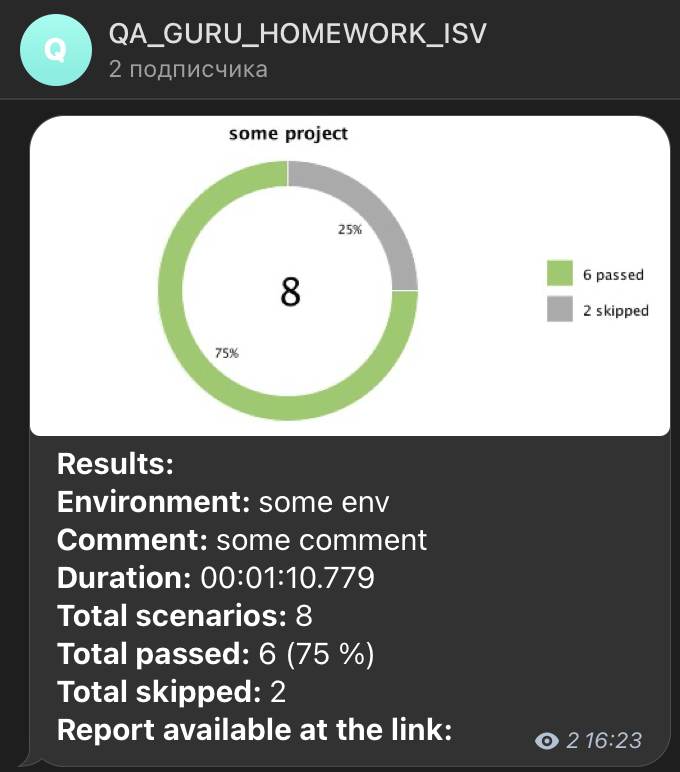 Q
QA_GURU_HOMEWORK_ISV
2 подписчика
some project
25%
8
75%
6 passed
2 skipped
Results:
Environment: some env
Comment: some comment
Duration: 00:01:10.779
Total scenarios: 8
Total passed: 6 (75 %)
Total skipped: 2
Report available at the link:
2 16:23